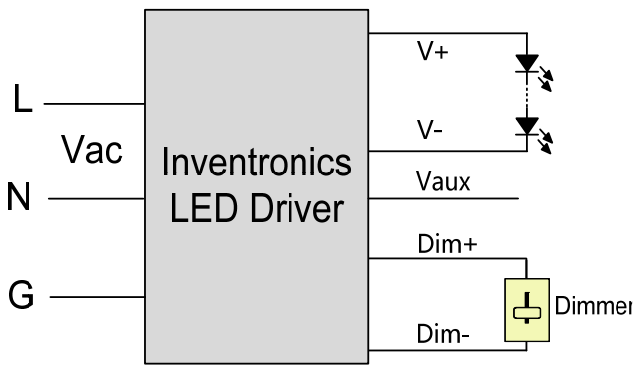 L
Vac
N
G
Inventronics
LED Driver
V+
V-
Vaux
Dim+
Dim-
Dimmer